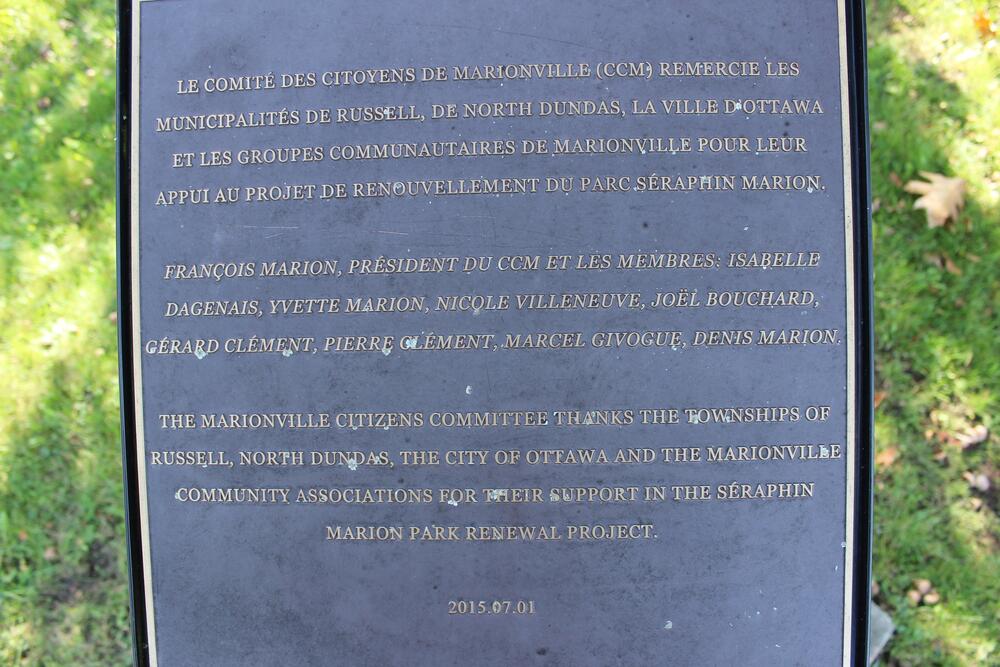 LE COMITÉ DES CITOYENS DE MARIONVILLE (CCM) REMERCIE LES
MUNICIPALITÉS DE RUSSELL, DE NORTH DUNDAS, LA VILLE D'OTTAWA
ET LES GROUPES COMMUNAUTAIRES DE MARIONVILLE POUR LEUR
APPUI AU PROJET DE RENOUVELLEMENT DU PARC SÉRAPHIN MARION.
FRANÇOIS MARION, PRÉSIDENT DU CCM ET LES MEMBRES: ISABELLE
DAGENAIS, YVETTE MARION, NICOLE VILLENEUVE, JOËL BOUCHARD,
GÉRARD CLÉMENT, PIERRE CLÉMENT, MARCEL GIVOGUE, DENIS MARION.
THE MARIONVILLE CITIZENS COMMITTEE THANKS THE TOWNSHIPS OF
RUSSELL, NORTH DUNDAS, THE CITY OF OTTAWA AND THE MARIONVILLE
COMMUNITY ASSOCIATIONS FOR THEIR SUPPORT IN THE SÉRAPHIN
MARION PARK RENEWAL PROJECT.
2015.07.01